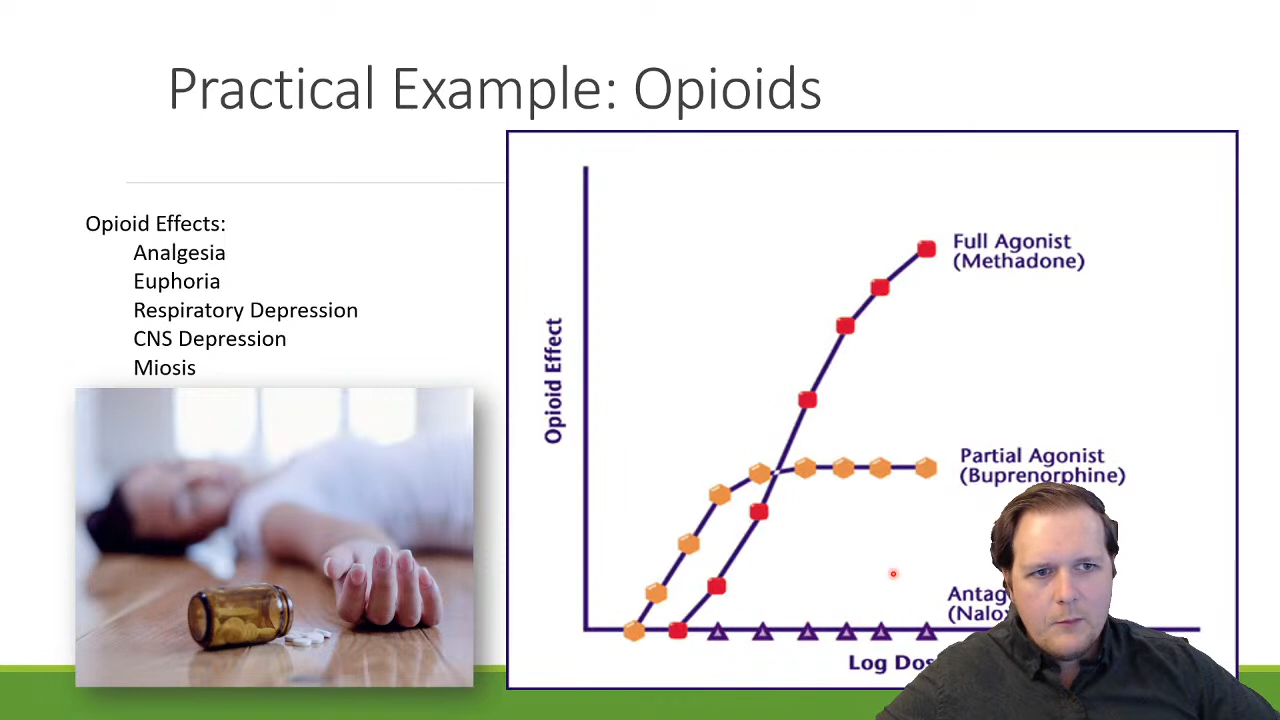 Practical Example: Opioids
Opioid Effects:
Analgesia
Euphoria
Respiratory Depression
CNS Depression
Miosis
Opioid Effect
Full Agonist
(Methadone)
Partial Agonist
(Buprenorphine)
Log